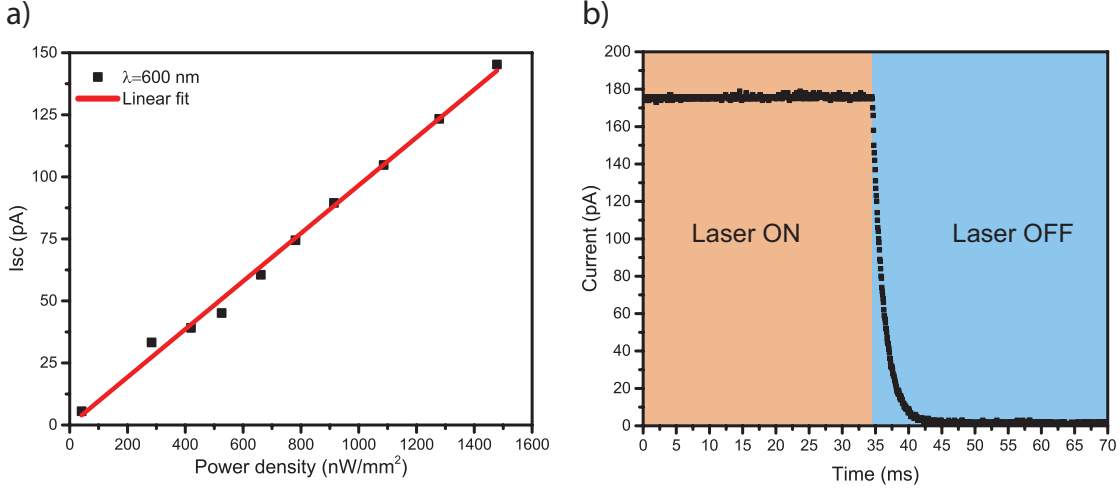 a)
150
125
100
75
50
25
0
Isc (pA)
λ=600 nm
Linear fit
0 200 400 600 800 1000 1200 1400 1600
Power density (nW/mm²)
b)
200
180
160
140
120
100
80
60
40
20
0
Current (pA)
Laser ON
Laser OFF
0 5 10 15 20 25 30 35 40 45 50 55 60 65 70
Time (ms)